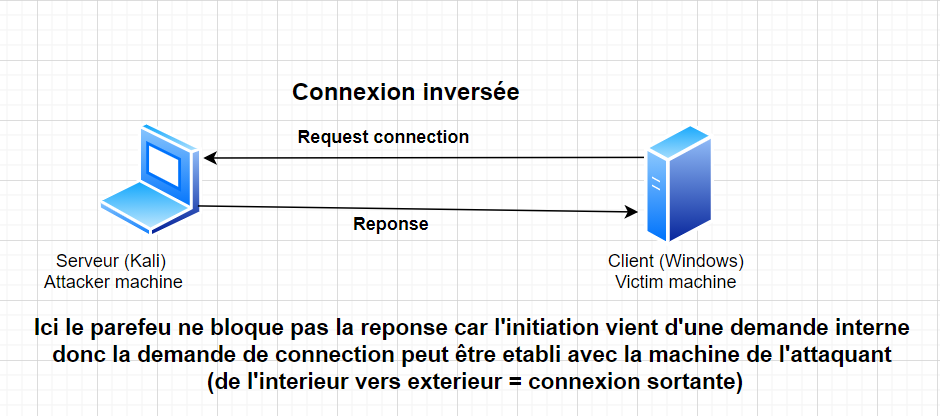 Connexion inversée
Request connection
Reponse
Serveur (Kali)
Attacker machine
Client (Windows)
Victim machine
Ici le parefeu ne bloque pas la reponse car l'initiation vient d'une demande interne
donc la demande de connection peut être etabli avec la machine de l'attaquant
(de l'interieur vers exterieur = connexion sortante)